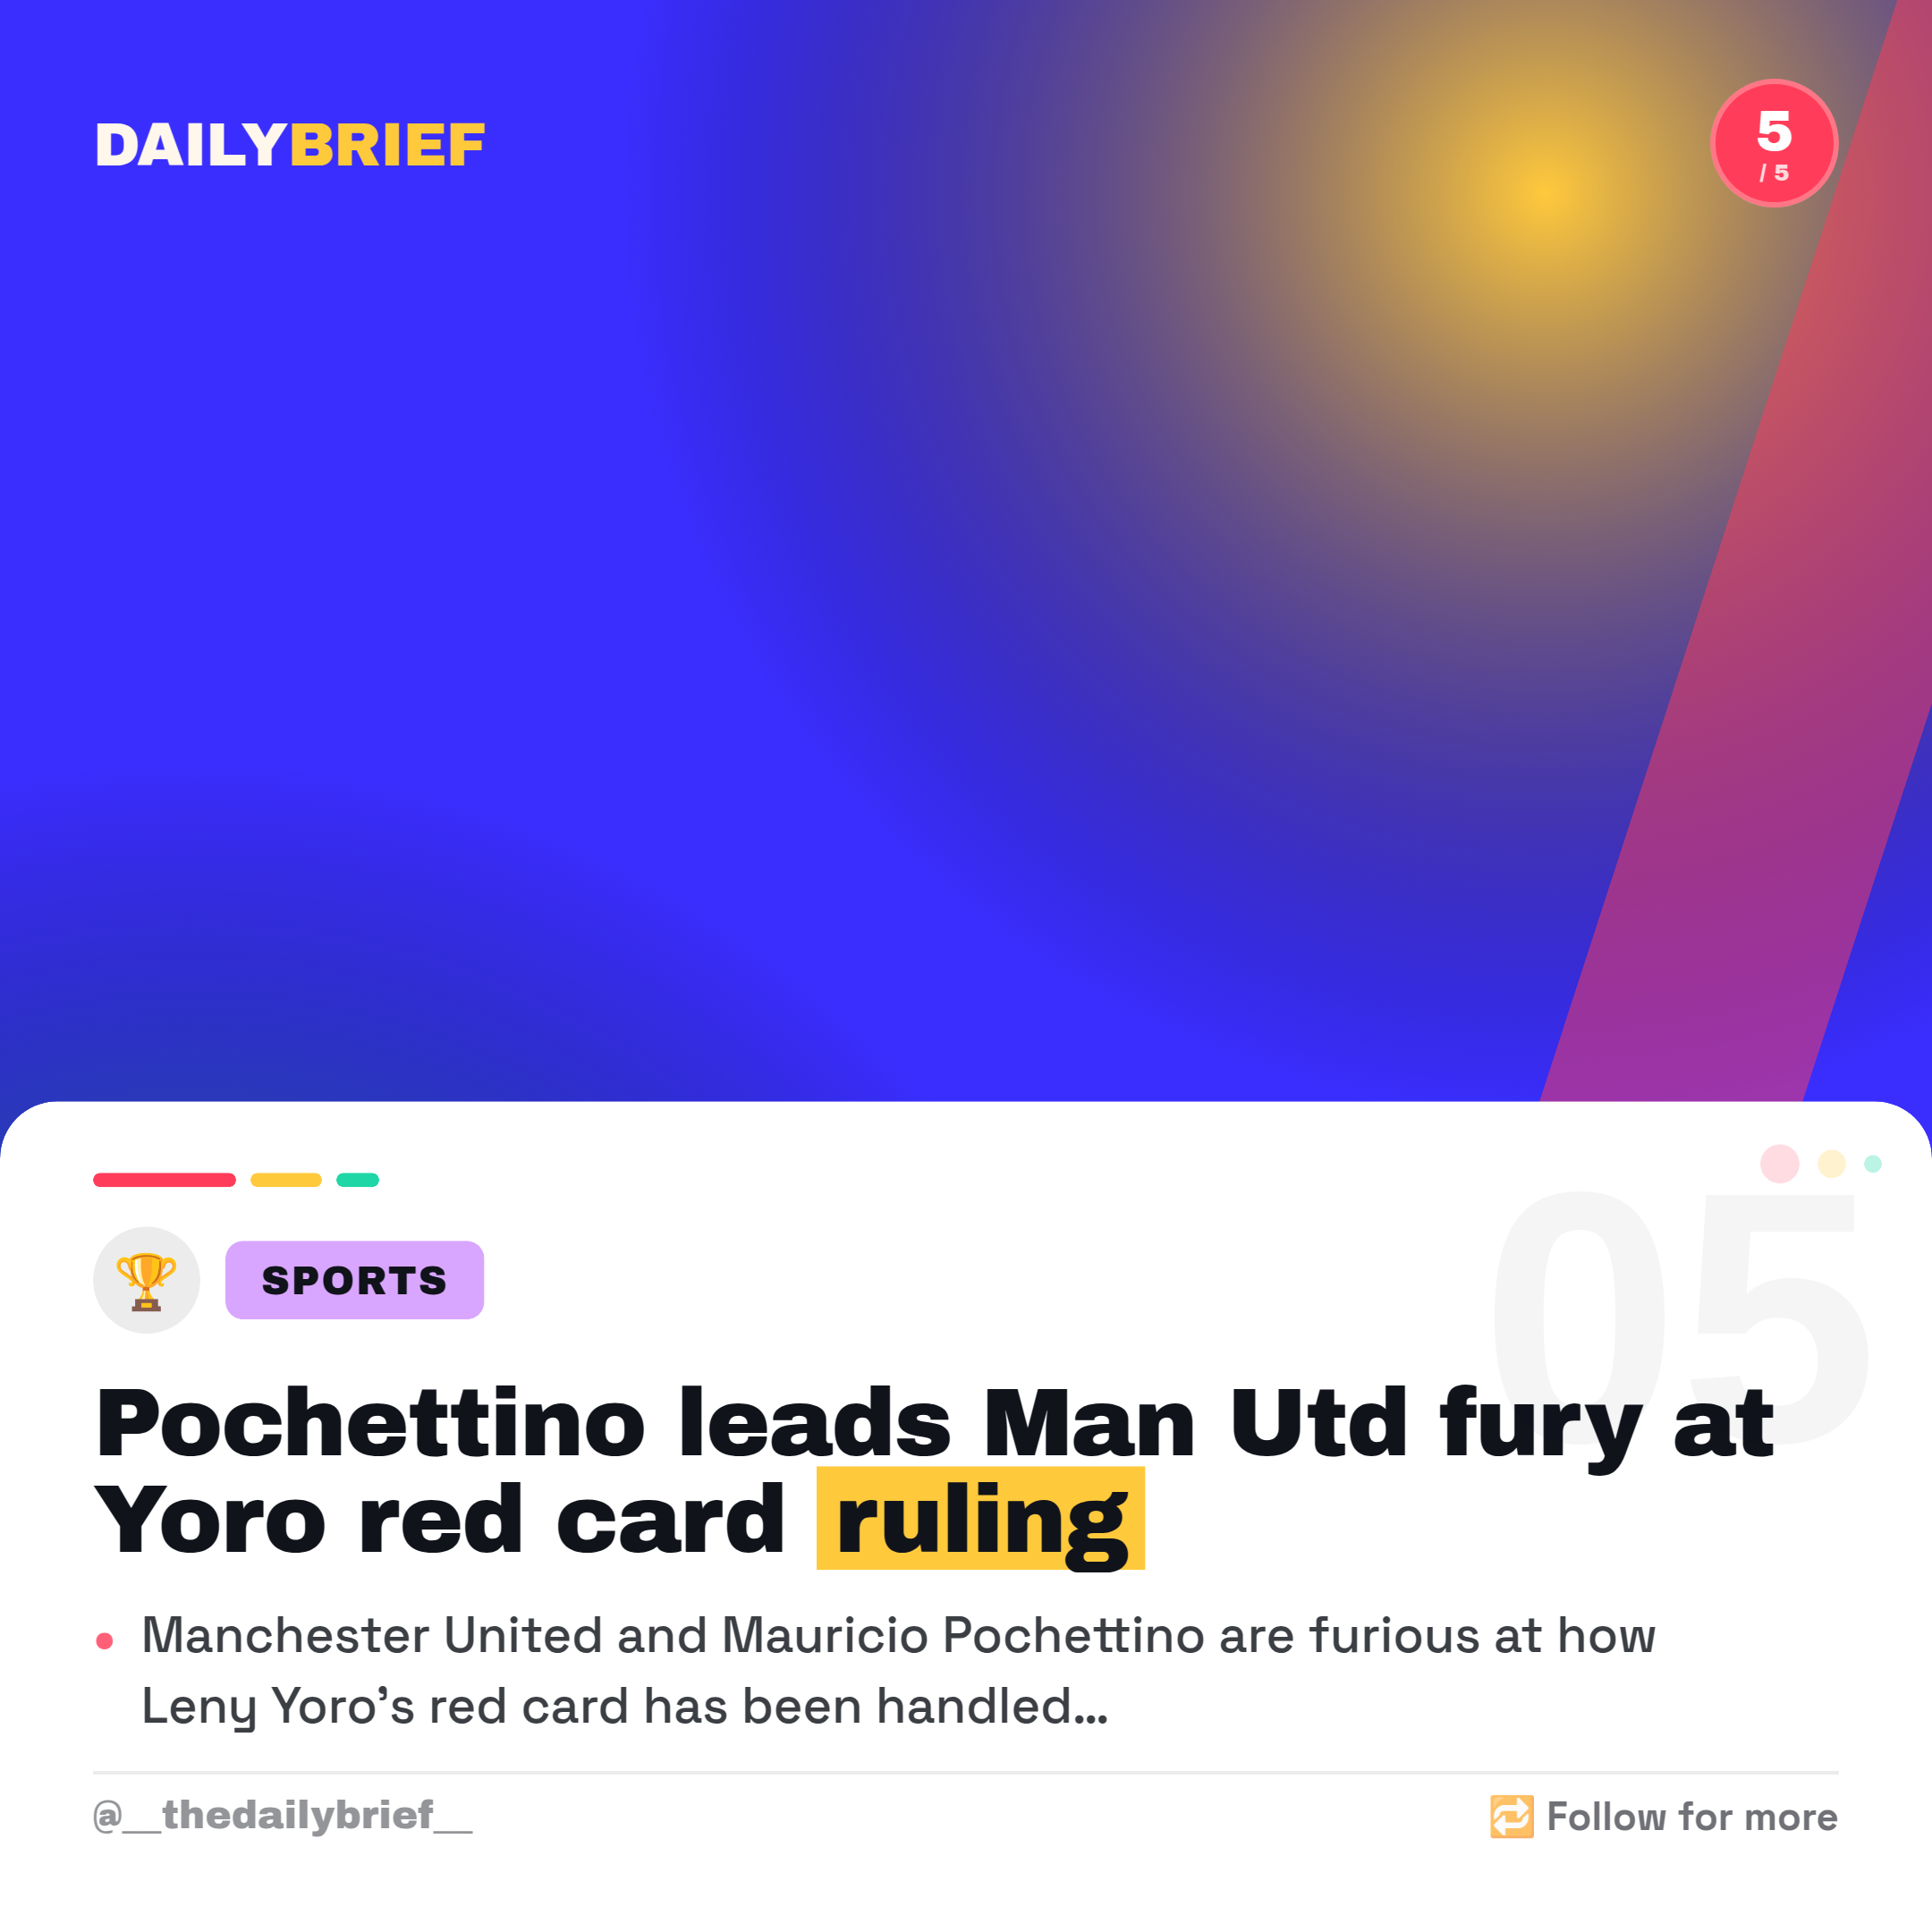 DAILYBRIEF
5
/ 5
05
SPORTS
Pochettino leads Man Utd fury at
Yoro red card ruling
• Manchester United and Mauricio Pochettino are furious at how
Leny Yoro’s red card has been handled…
@__thedailybrief__
Follow for more